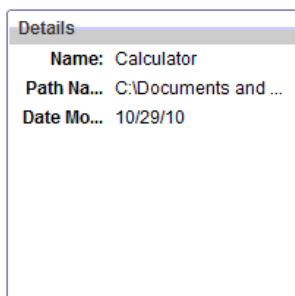 Details
Name: Calculator
Path Na... C:\Documents and ...
Date Mo... 10/29/10